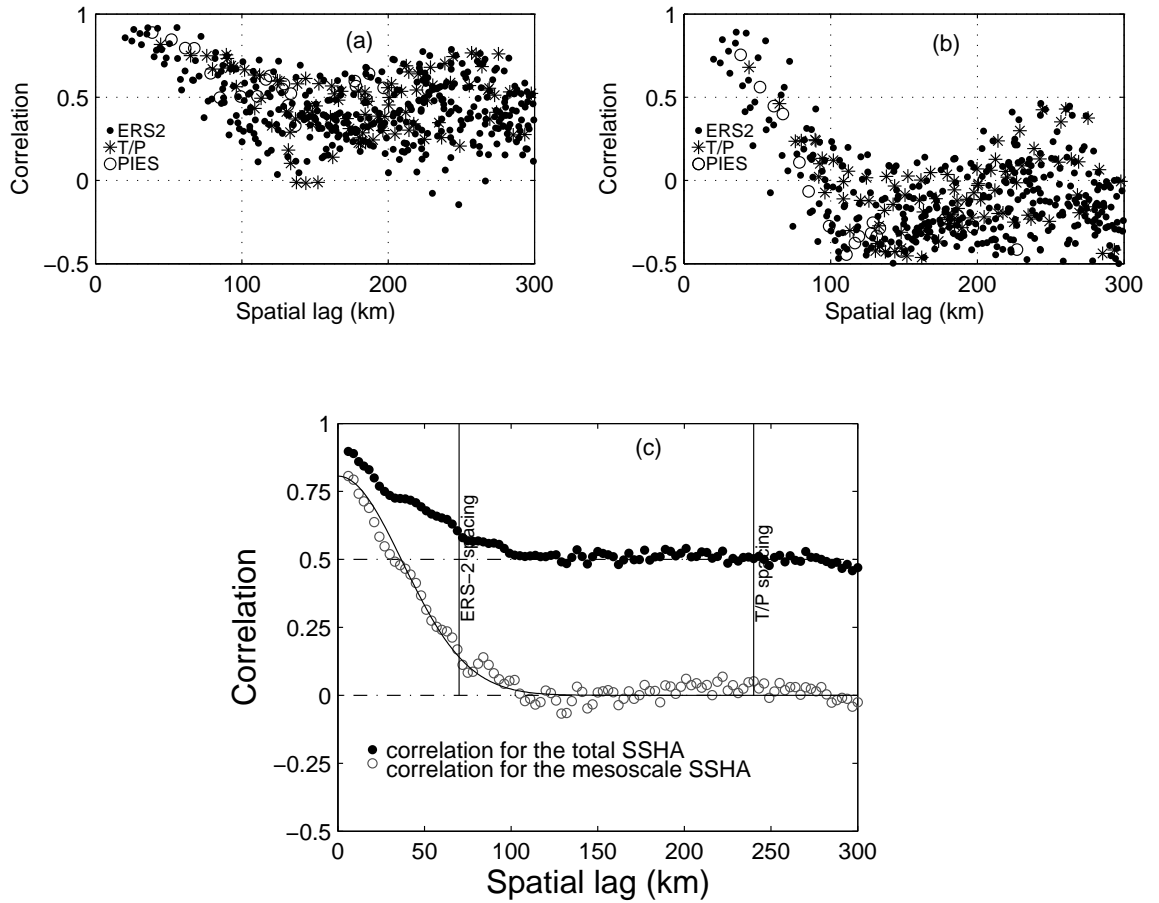 1
0.5
0
−0.5
Correlation
(a)
ERS2
T/P
PIES
0
100
200
300
Spatial lag (km)
1
0.5
0
−0.5
Correlation
(b)
ERS2
T/P
PIES
0
100
200
300
Spatial lag (km)
1
0.75
0.5
0.25
0
−0.25
−0.5
Correlation
(c)
ERS−2 spacing
T/P spacing
correlation for the total SSHA
correlation for the mesoscale SSHA
0
50
100
150
200
250
300
Spatial lag (km)